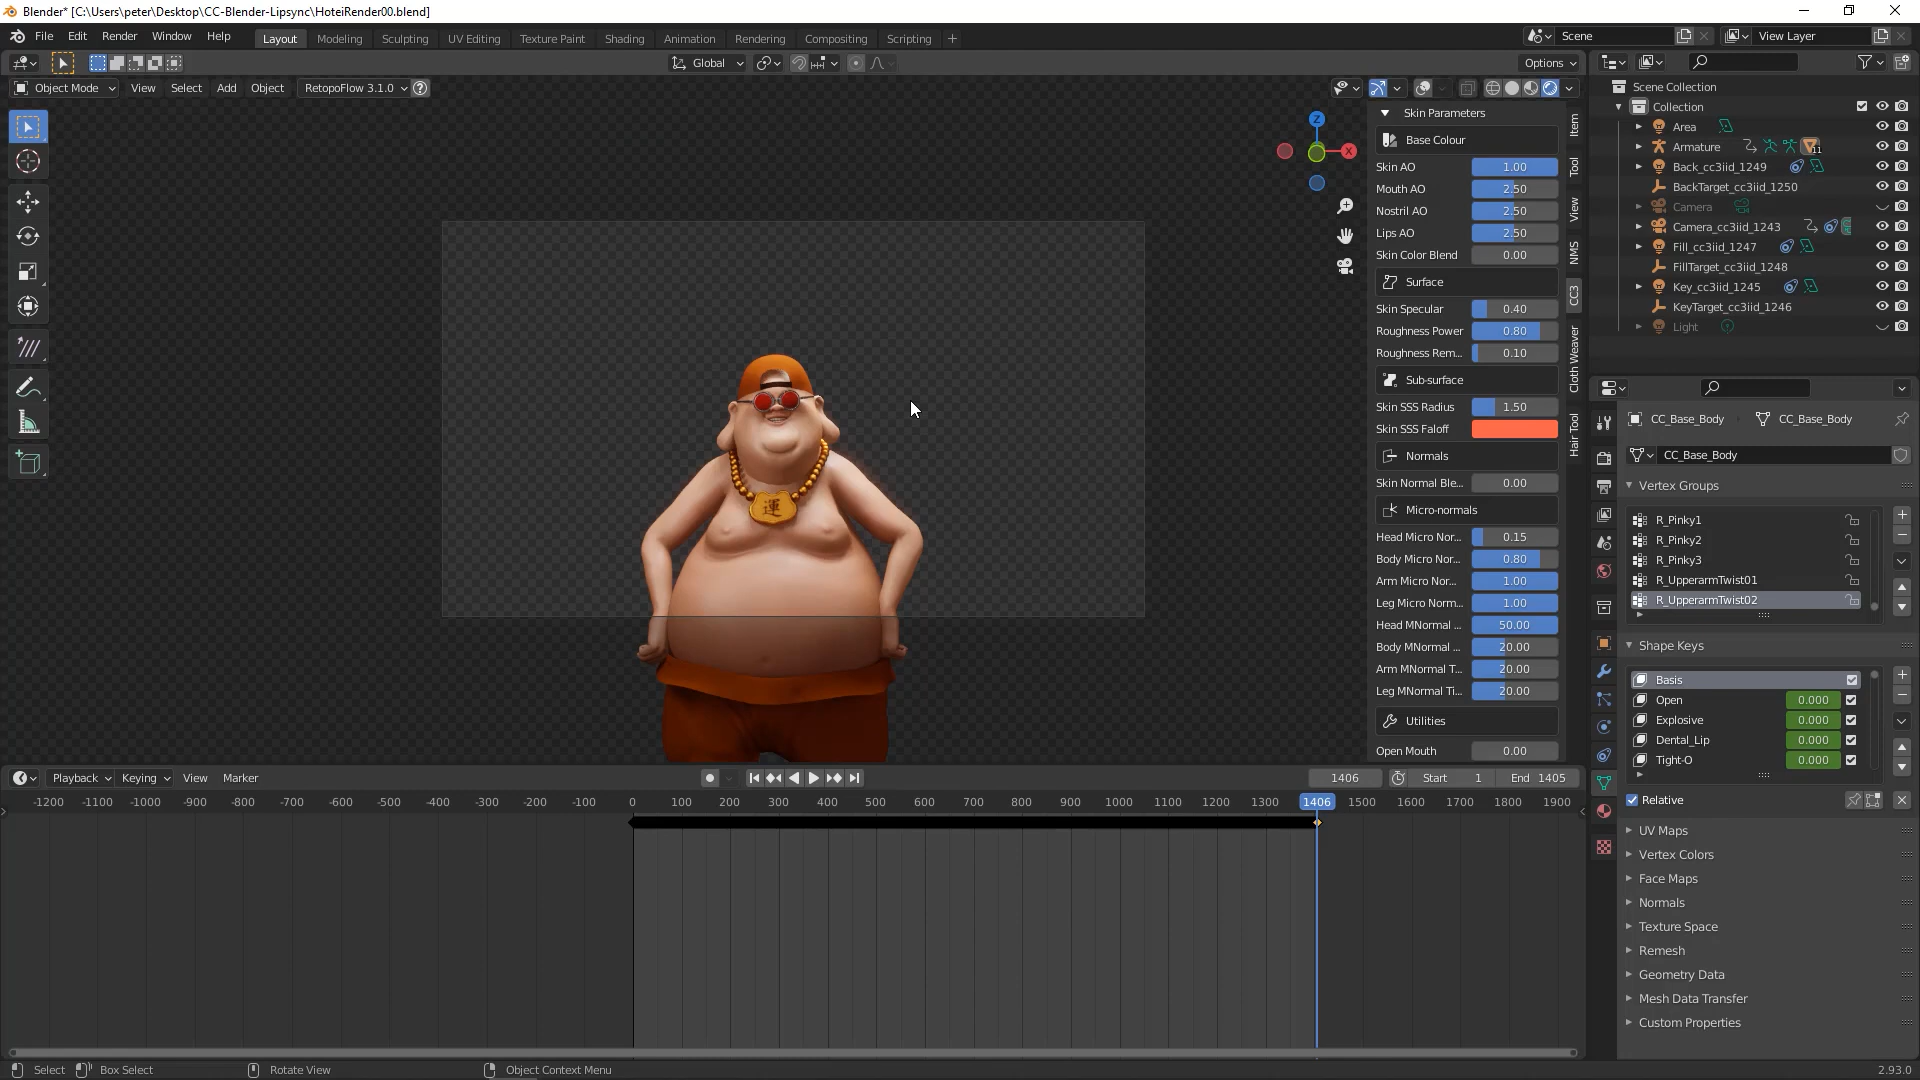 Blender* [C:\Users\peter\Desktop\CC-Blender-Lipsync\HoteiRender00.blend]
File Edit Render Window Help Layout Modeling Sculpting UV Editing Texture Paint Shading Animation Rendering Compositing Scripting + Scene View Layer
Global Options
Object Mode View Select Add Object RetopoFlow 3.1.0 ?
Z
X
Skin Parameters
Base Colour
Skin AO 1.00
Mouth AO 2.50
Nostril AO 2.50
Lips AO 2.50
Skin Color Blend 0.00
Surface
Skin Specular 0.40
Roughness Power 0.80
Roughness Rem... 0.10
Sub-surface
Skin SSS Radius 1.50
Skin SSS Faloff
Normals
Skin Normal Ble... 0.00
Micro-normals
Head Micro Nor... 0.15
Body Micro Nor... 0.80
Arm Micro Nor... 1.00
Leg Micro Norm... 1.00
Head MNormal ... 50.00
Body MNormal ... 20.00
Arm MNormal T... 20.00
Leg MNormal Ti... 20.00
Utilities
Open Mouth 0.00
Item
Tool
View
NMS
CC3
Cloth Weaver
Hair Tool
運
Scene Collection
Collection
Area
Armature 11
Back_cc3iid_1249
BackTarget_cc3iid_1250
Camera
Camera_cc3iid_1243
Fill_cc3iid_1247
FillTarget_cc3iid_1248
Key_cc3iid_1245
KeyTarget_cc3iid_1246
Light
CC_Base_Body CC_Base_Body
CC_Base_Body
Vertex Groups
R_Pinky1
R_Pinky2
R_Pinky3
R_UpperarmTwist01
R_UpperarmTwist02
Shape Keys
Basis
Open 0.000
Explosive 0.000
Dental_Lip 0.000
Tight-O 0.000
Relative
UV Maps
Vertex Colors
Face Maps
Normals
Texture Space
Remesh
Geometry Data
Mesh Data Transfer
Custom Properties
Playback Keying View Marker 1406 Start 1 End 1405
-1200 -1100 -1000 -900 -800 -700 -600 -500 -400 -300 -200 -100 0 100 200 300 400 500 600 700 800 900 1000 1100 1200 1300 1406 1500 1600 1700 1800 1900
Select Box Select Rotate View Object Context Menu 2.93.0